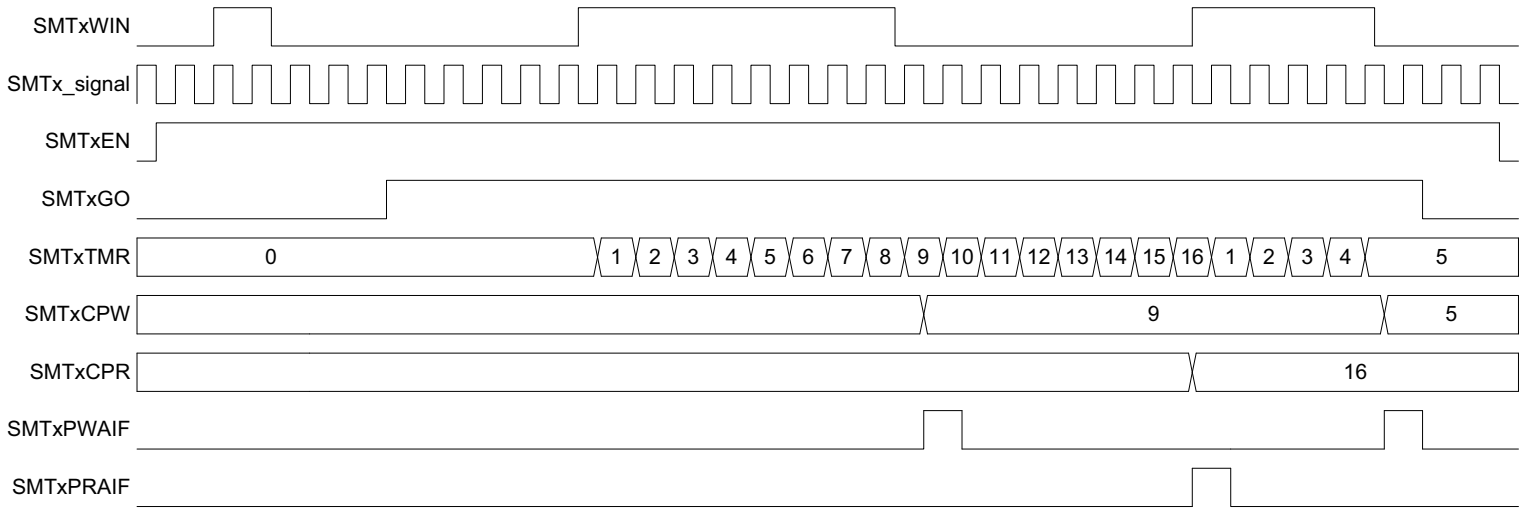 SMTxWIN
SMTx_signal
SMTxEN
SMTxGO
SMTxTMR 0 1 2 3 4 5 6 7 8 9 10 11 12 13 14 15 16 1 2 3 4 5
SMTxCPW 9 5
SMTxCPR 16
SMTxPWAIF
SMTxPRAIF